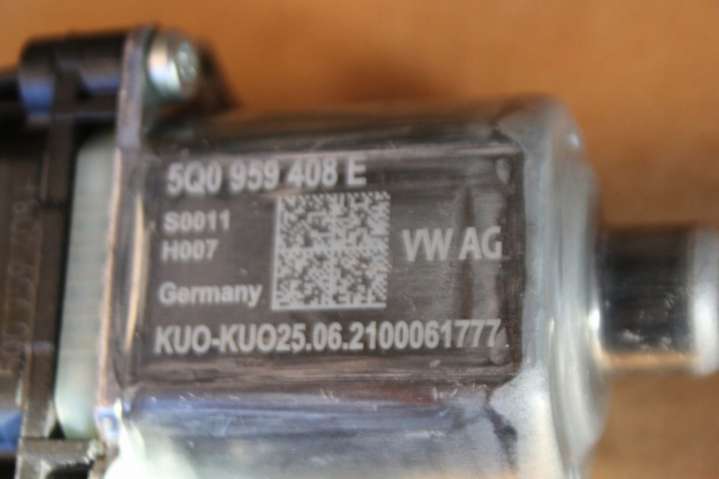 5Q0 959 408 E
S0011
H007
VW AG
Germany
KUO-KUO25.06.2100061777